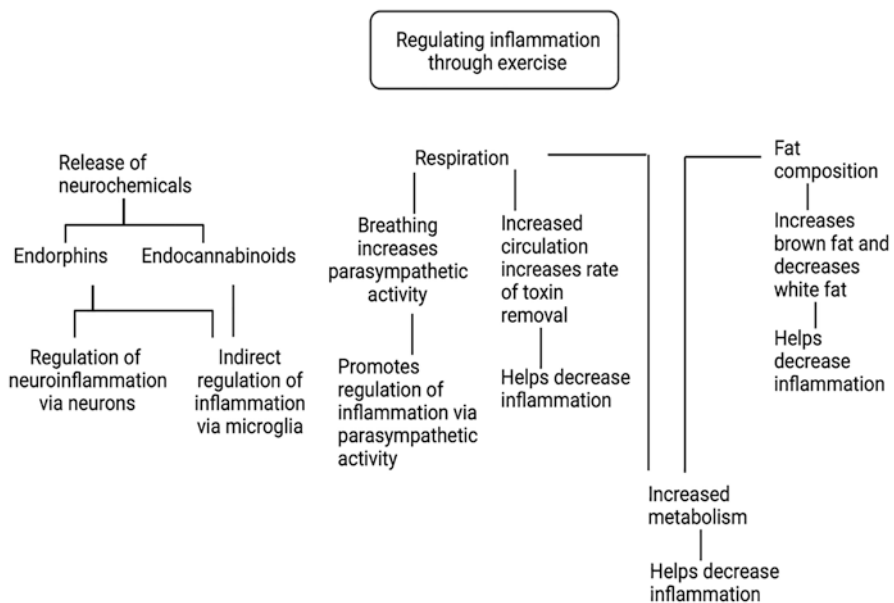 Regulating inflammation
through exercise
Release of
neurochemicals
Endorphins
Endocannabinoids
Regulation of
neuroinflammation
via neurons
Indirect
regulation of
inflammation
via microglia
Respiration
Breathing
increases
parasympathetic
activity
Promotes
regulation of
inflammation via
parasympathetic
activity
Increased
circulation
increases rate
of toxin
removal
Helps decrease
inflammation
Fat
composition
Increases
brown fat and
decreases
white fat
Helps
decrease
inflammation
Increased
metabolism
Helps decrease
inflammation